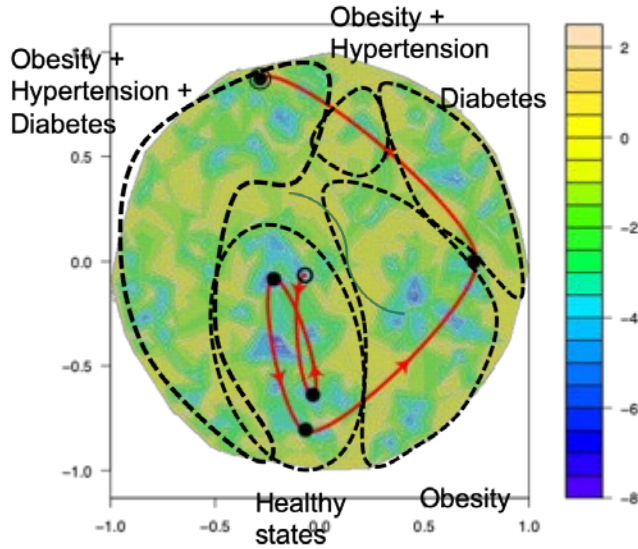 Obesity +
Hypertension
Obesity +
Hypertension +
Diabetes
Diabetes
1.0
0.5
0.0
−0.5
−1.0
Healthy
states
Obesity
−1.0
−0.5
0.0
0.5
1.0
2
0
−2
−4
−6
−8